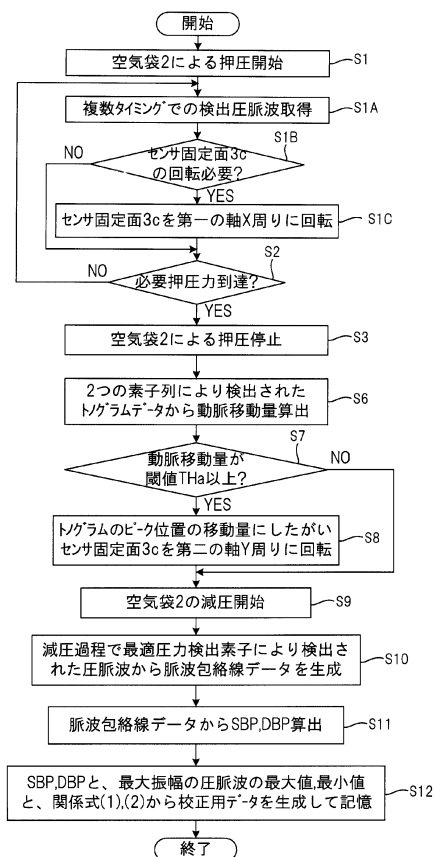 開始
空気袋2による押圧開始
S1
複数タイミングでの検出圧脈波取得
S1A
S1B
NO
センサ固定面3c
の回転必要?
YES
センサ固定面3cを第一の軸X周りに回転
S1C
S2
NO
必要押圧力到達?
YES
空気袋2による押圧停止
S3
2つの素子列により検出された
トノグラムデータから動脈移動量算出
S6
S7
動脈移動量が
閾値THa以上?
NO
YES
トノグラムのピーク位置の移動量にしたがい
センサ固定面3cを第二の軸Y周りに回転
S8
空気袋2の減圧開始
S9
減圧過程で最適圧力検出素子により検出さ
れた圧脈波から脈波包絡線データを生成
S10
脈波包絡線データからSBP,DBP算出
S11
SBP,DBPと、最大振幅の圧脈波の最大値,最小値
と、関係式(1),(2)から校正用データを生成して記憶
S12
終了